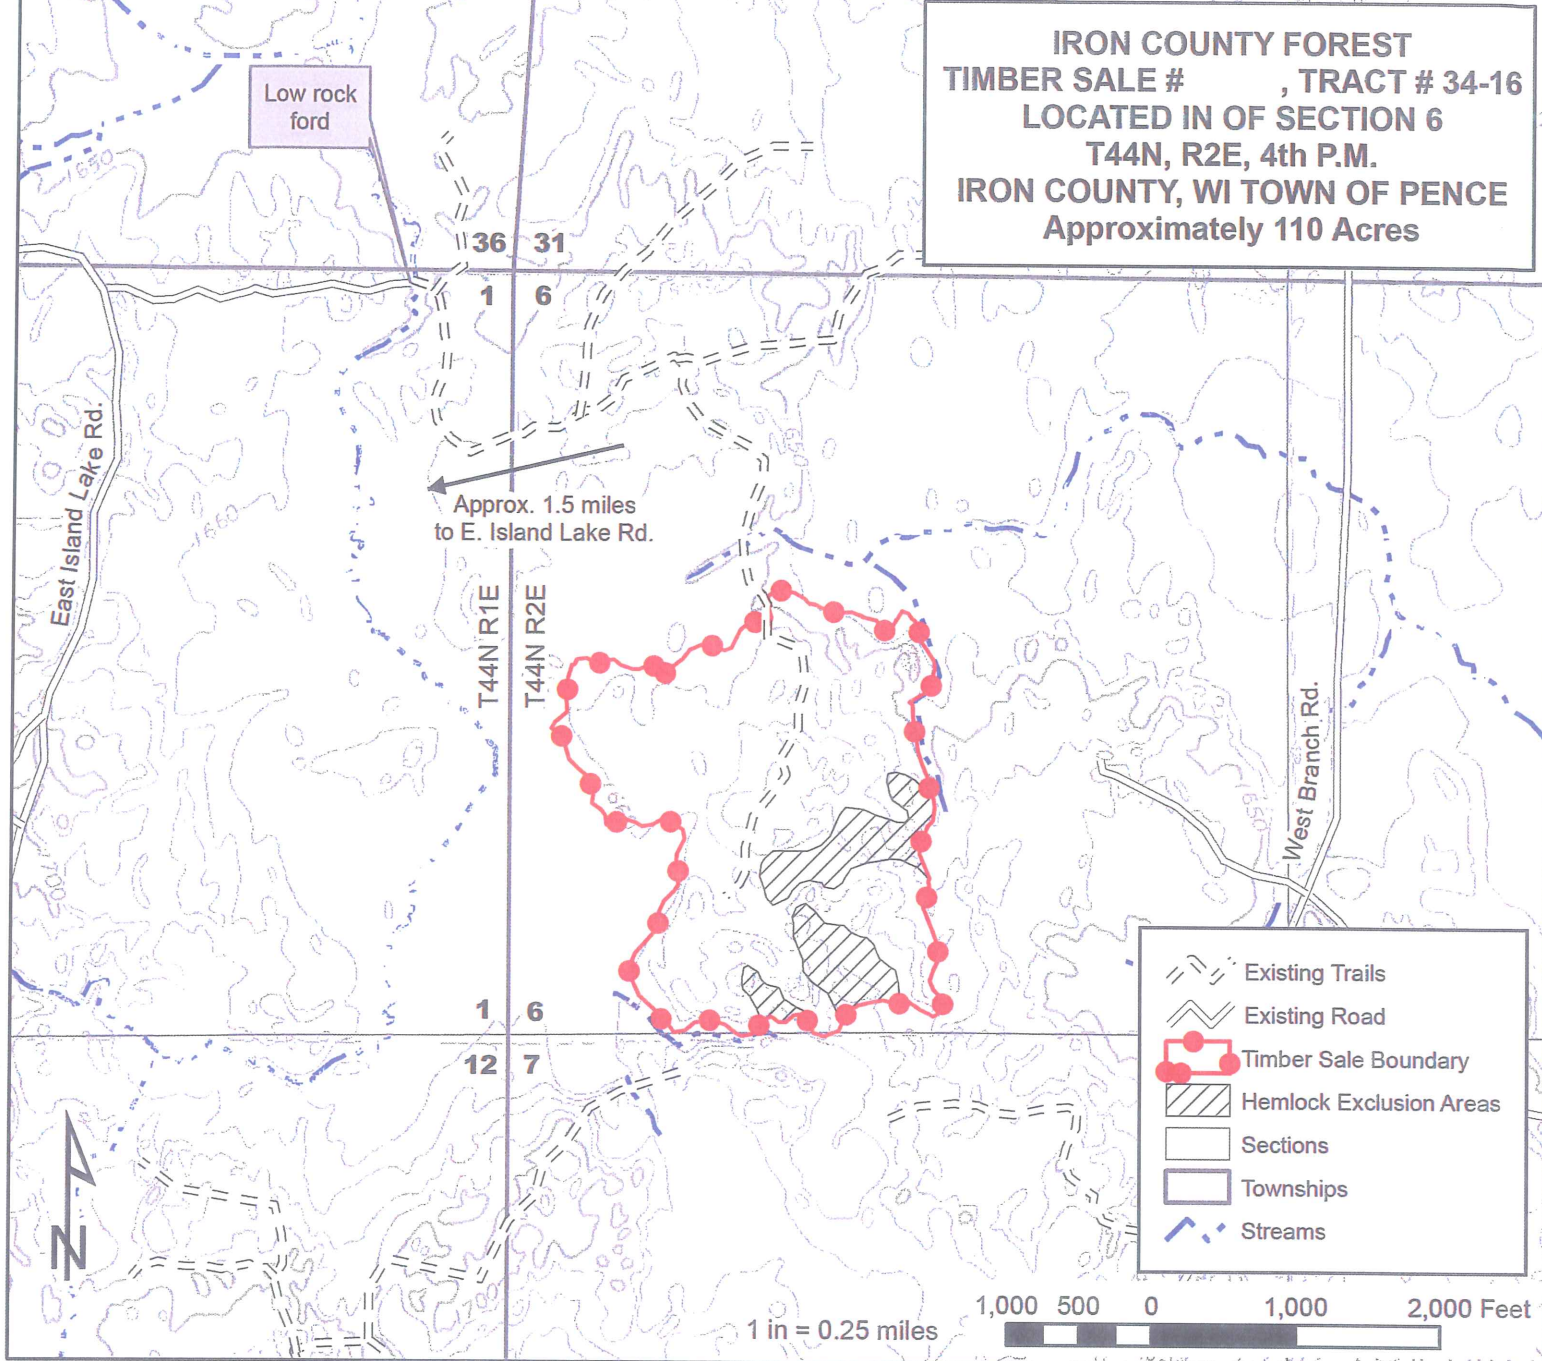 IRON COUNTY FOREST
TIMBER SALE # , TRACT # 34-16
LOCATED IN OF SECTION 6
T44N, R2E, 4th P.M.
IRON COUNTY, WI TOWN OF PENCE
Approximately 110 Acres
Low rock
ford
1650
36 31
1 6
East Island Lake Rd.
1660
Approx. 1.5 miles
to E. Island Lake Rd.
T44N R1E
T44N R2E
West Branch Rd.
1650
1 6
12 7
1700
Existing Trails
Existing Road
Timber Sale Boundary
Hemlock Exclusion Areas
Sections
Townships
Streams
N
1 in = 0.25 miles
1,000 500 0 1,000 2,000 Feet